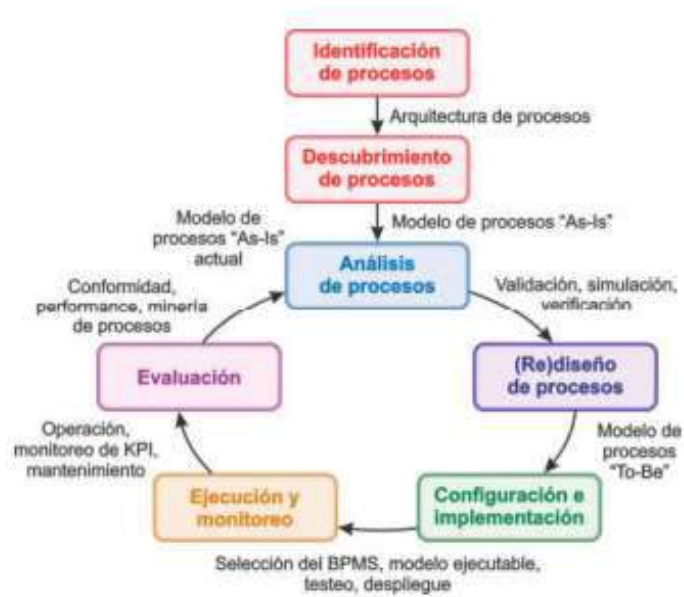 Identificación
de procesos
Arquitectura de procesos
Descubrimiento
de procesos
Modelo de
procesos "As-Is"
actual
Modelo de procesos "As-Is"
Análisis
de procesos
Conformidad,
performance, minería
de procesos
Validación, simulación,
verificación
Evaluación
(Re)diseño
de procesos
Operación,
monitoreo de KPI,
mantenimiento
Modelo de
procesos
"To-Be"
Ejecución y
monitoreo
Configuración e
implementación
Selección del BPMS, modelo ejecutable,
testeo, despliegue